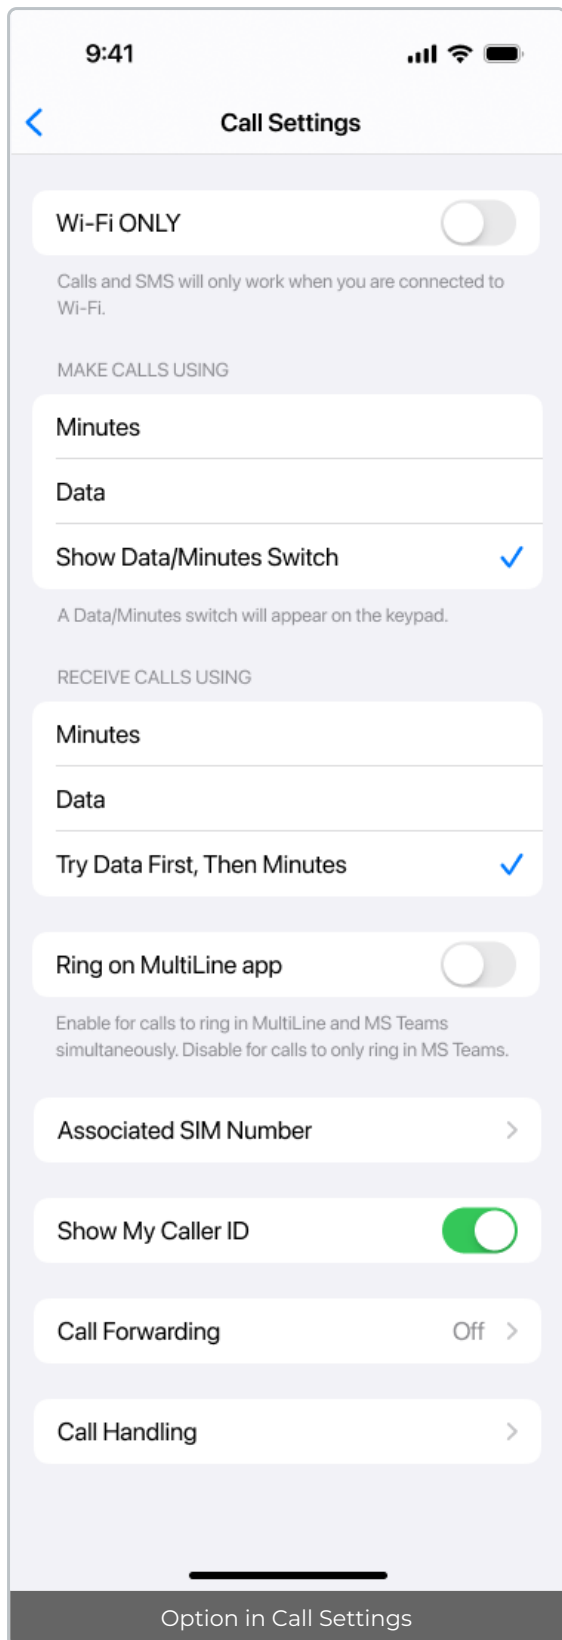 9:41
Call Settings
Wi-Fi ONLY
Calls and SMS will only work when you are connected to
Wi-Fi.
MAKE CALLS USING
Minutes
Data
Show Data/Minutes Switch
A Data/Minutes switch will appear on the keypad.
RECEIVE CALLS USING
Minutes
Data
Try Data First, Then Minutes
Ring on MultiLine app
Enable for calls to ring in MultiLine and MS Teams
simultaneously. Disable for calls to only ring in MS Teams.
Associated SIM Number
Show My Caller ID
Call Forwarding Off
Call Handling
Option in Call Settings